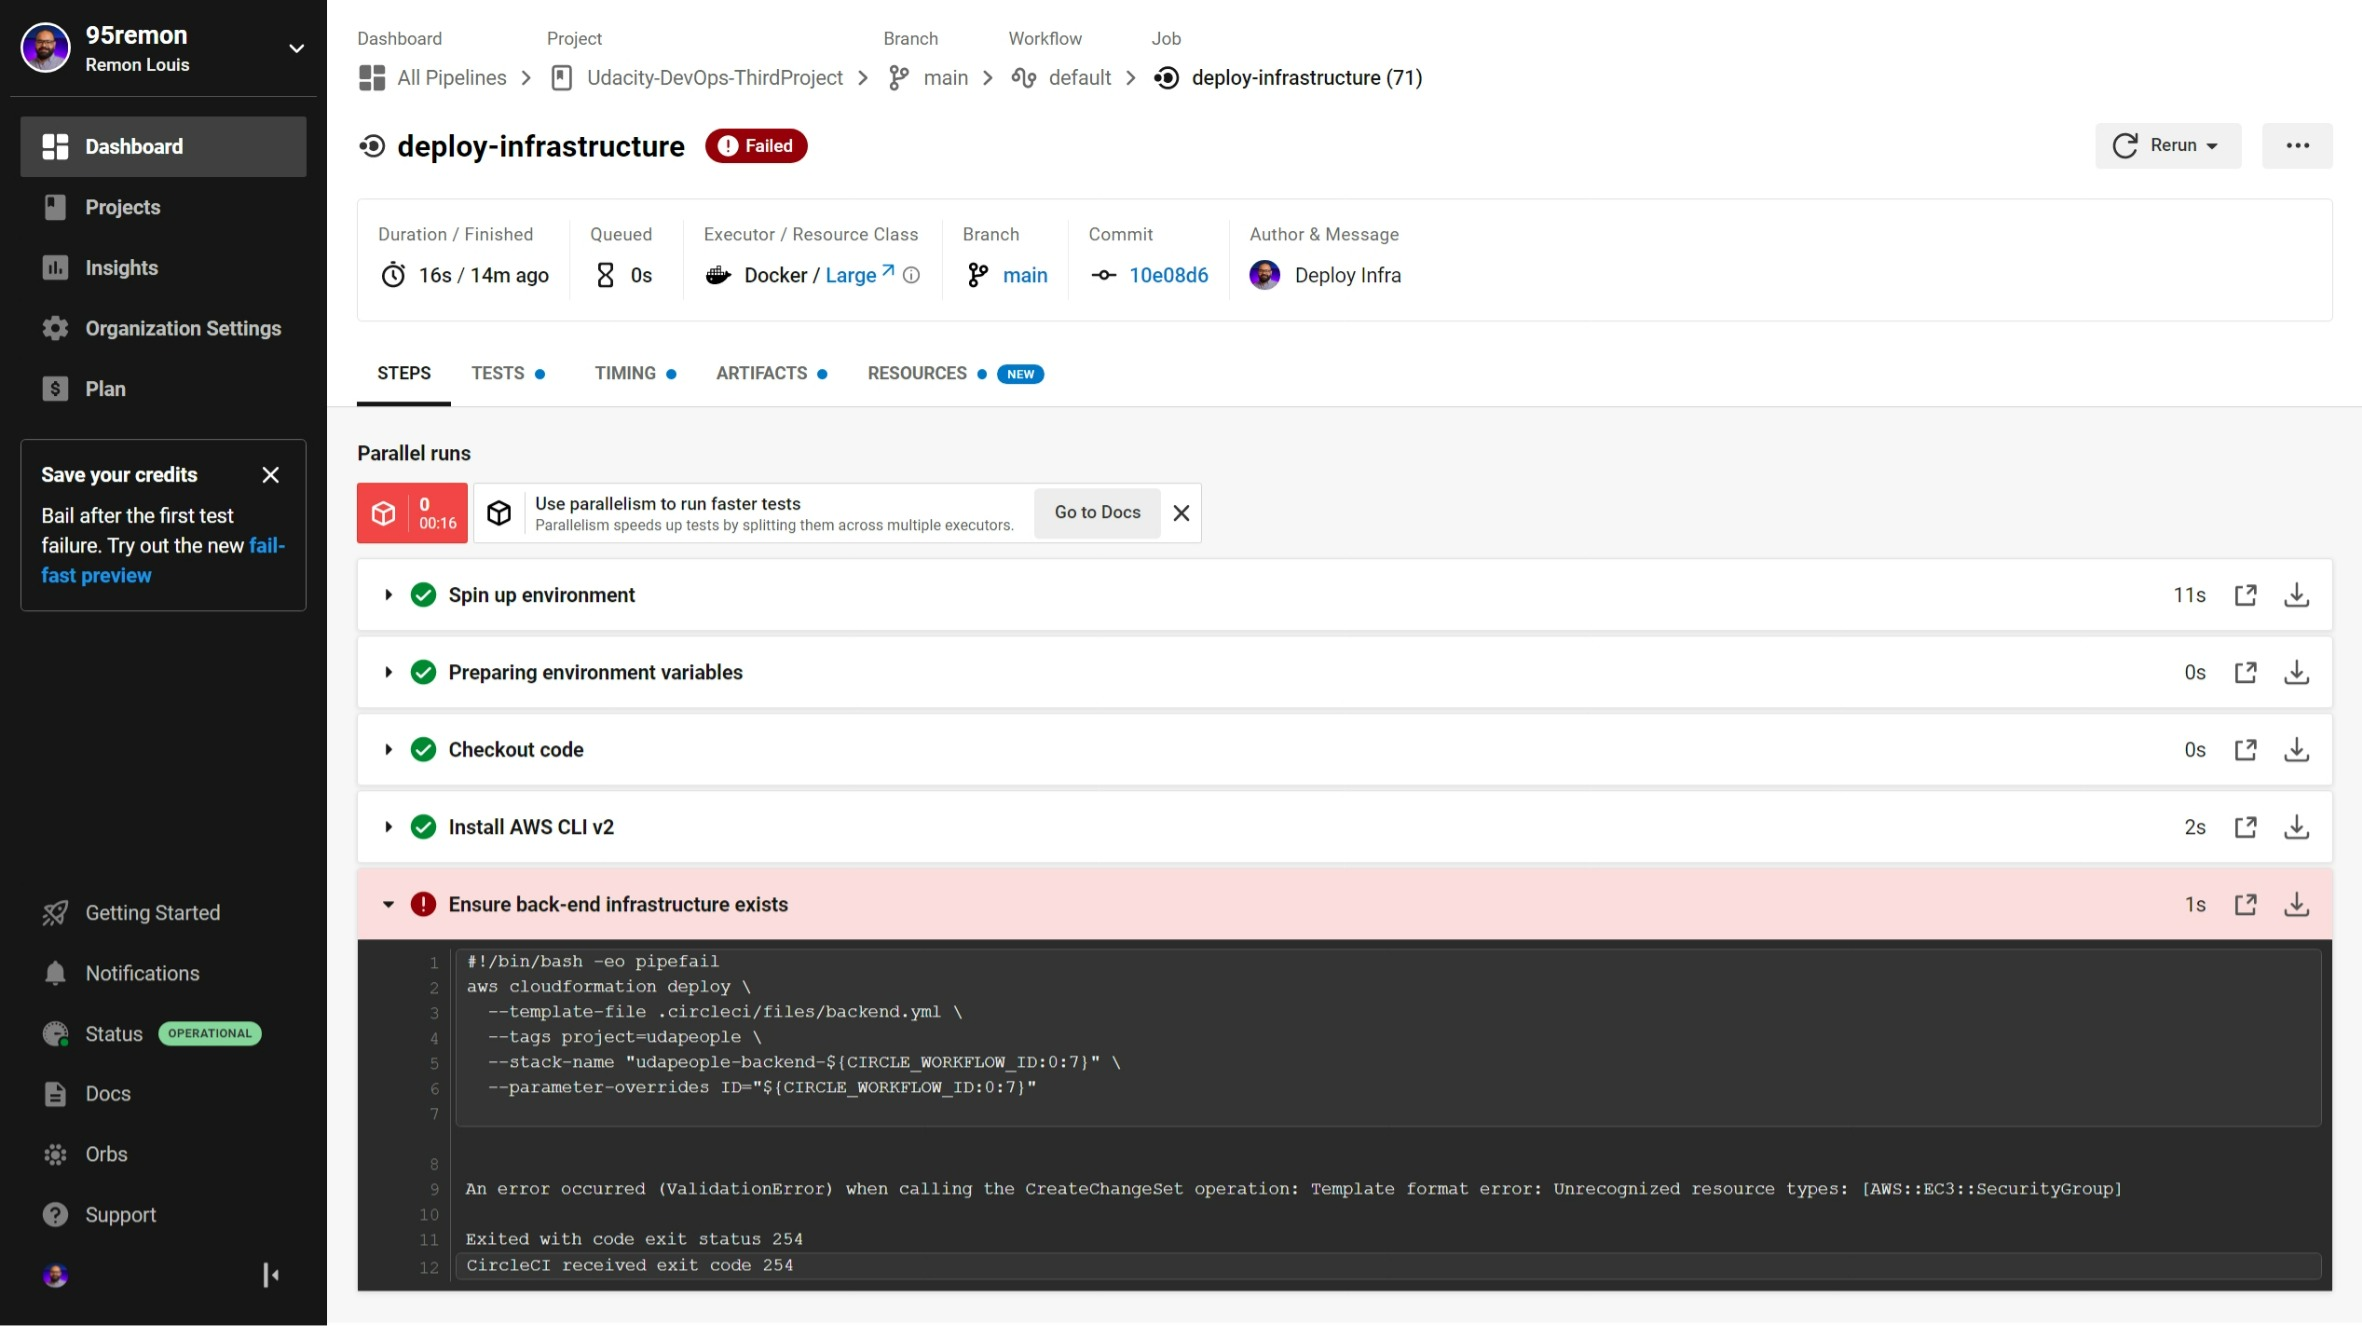 95remon
Remon Louis
Dashboard
Projects
Insights
Organization Settings
Plan
Save your credits
Bail after the first test
failure. Try out the new fail-
fast preview
Getting Started
Notifications
Status OPERATIONAL
Docs
Orbs
Support
Dashboard Project Branch Workflow Job
All Pipelines Udacity-DevOps-ThirdProject main default deploy-infrastructure (71)
deploy-infrastructure Failed
Rerun
Duration / Finished Queued Executor / Resource Class Branch Commit Author & Message
16s / 14m ago 0s Docker / Large main 10e08d6 Deploy Infra
STEPS TESTS TIMING ARTIFACTS RESOURCES NEW
Parallel runs
0
00:16
Use parallelism to run faster tests
Parallelism speeds up tests by splitting them across multiple executors.
Go to Docs
Spin up environment 11s
Preparing environment variables 0s
Checkout code 0s
Install AWS CLI v2 2s
Ensure back-end infrastructure exists 1s
1 #!/bin/bash -eo pipefail
2 aws cloudformation deploy \
3 --template-file .circleci/files/backend.yml \
4 --tags project=udapeople \
5 --stack-name "udapeople-backend-${CIRCLE_WORKFLOW_ID:0:7}" \
6 --parameter-overrides ID="${CIRCLE_WORKFLOW_ID:0:7}"
7
8
9 An error occurred (ValidationError) when calling the CreateChangeSet operation: Template format error: Unrecognized resource types: [AWS::EC3::SecurityGroup]
10
11 Exited with code exit status 254
12 CircleCI received exit code 254